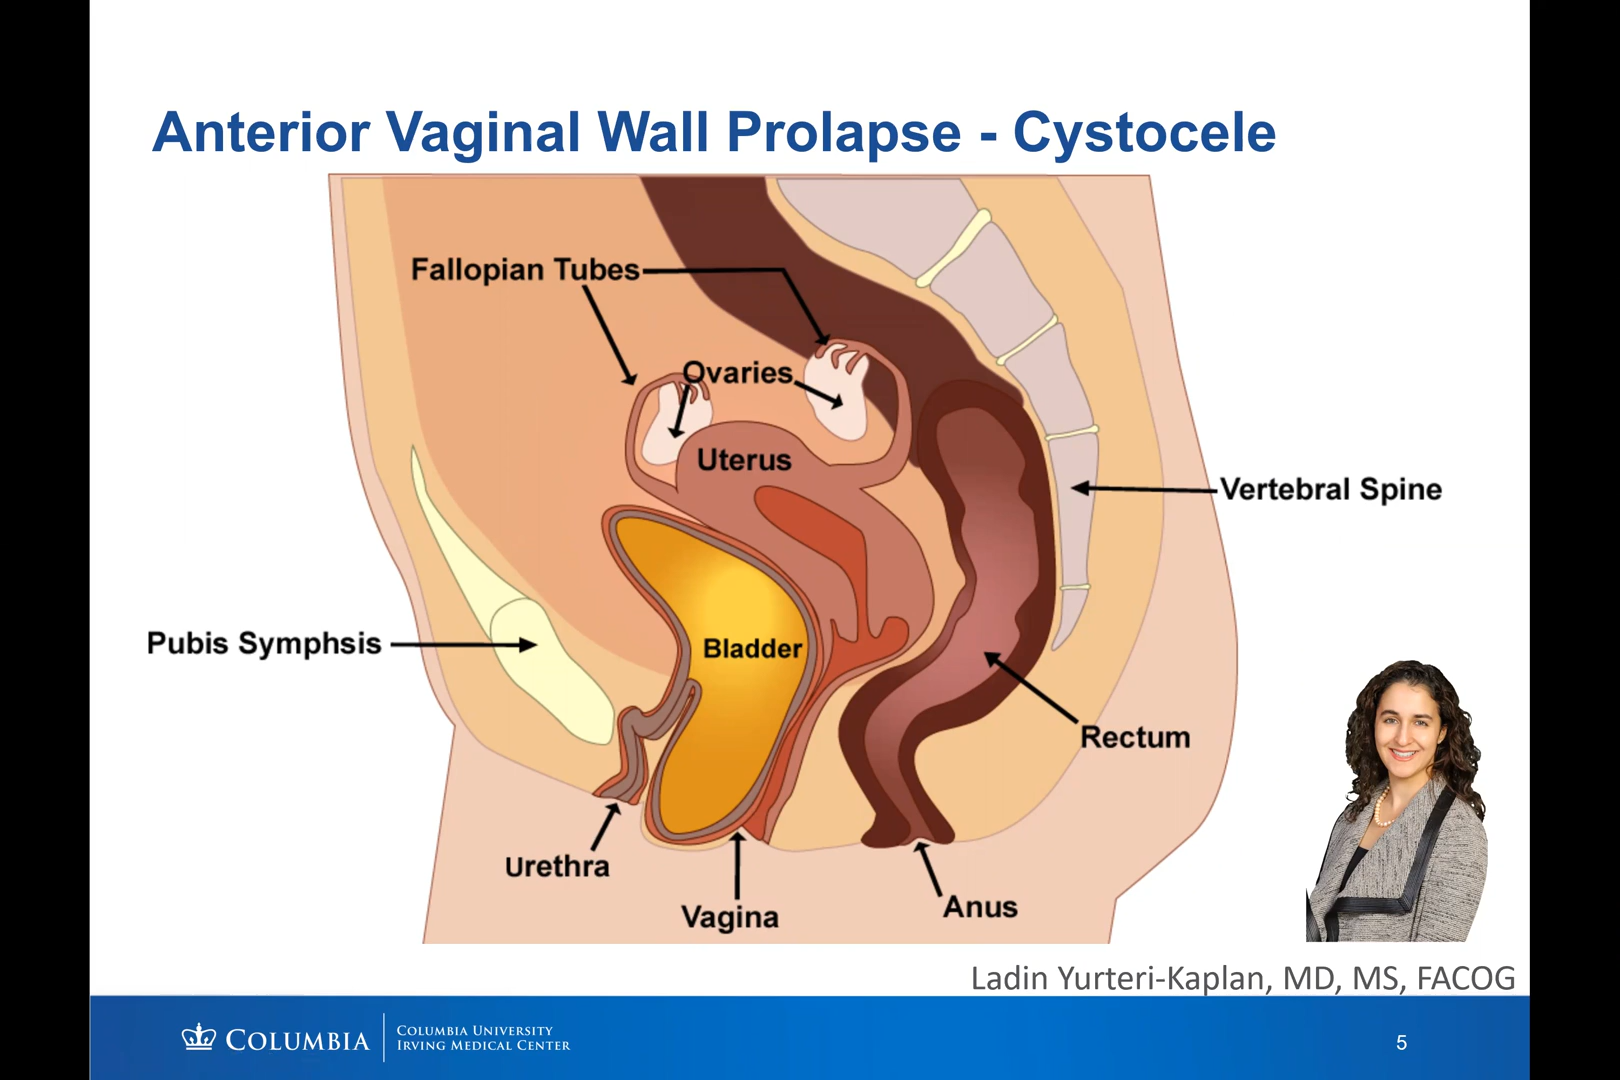 Anterior Vaginal Wall Prolapse - Cystocele
Fallopian Tubes
Ovaries
Uterus
Vertebral Spine
Bladder
Pubis Symphsis
Rectum
Urethra
Vagina
Anus
Ladin Yurteri-Kaplan, MD, MS, FACOG
COLUMBIA
COLUMBIA UNIVERSITY
IRVING MEDICAL CENTER
5